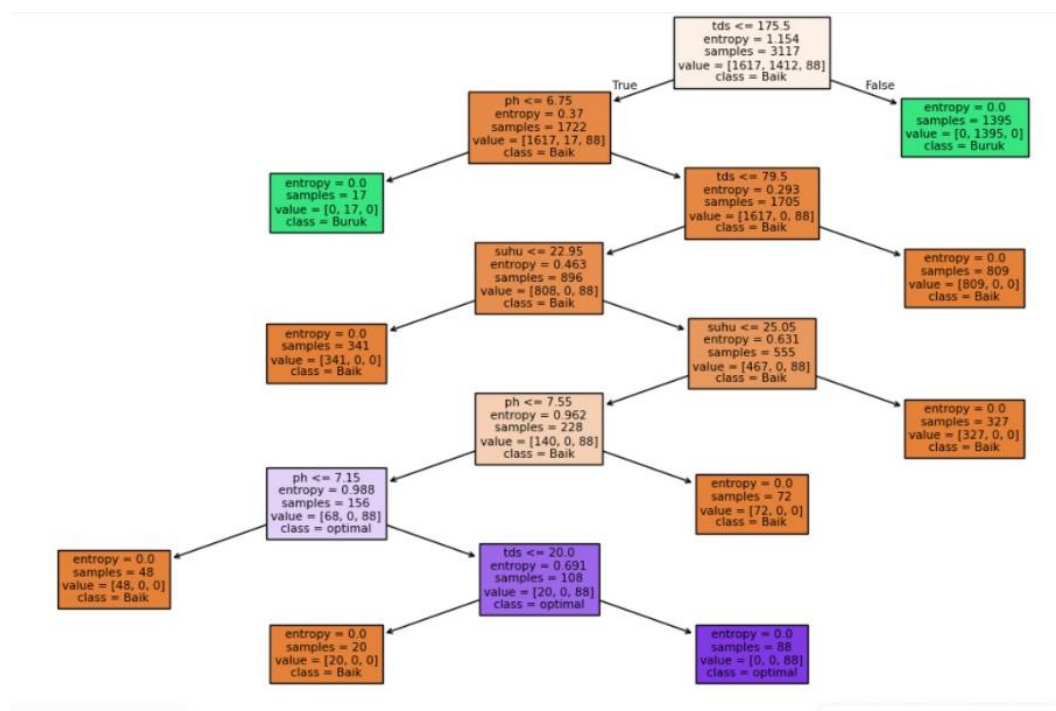 tds <= 175.5
entropy = 1.154
samples = 3117
value = [1617, 1412, 88]
class = Baik
True
False
ph <= 6.75
entropy = 0.37
samples = 1722
value = [1617, 17, 88]
class = Baik
entropy = 0.0
samples = 1395
value = [0, 1395, 0]
class = Buruk
entropy = 0.0
samples = 17
value = [0, 17, 0]
class = Buruk
tds <= 79.5
entropy = 0.293
samples = 1705
value = [1617, 0, 88]
class = Baik
suhu <= 22.95
entropy = 0.463
samples = 896
value = [808, 0, 88]
class = Baik
entropy = 0.0
samples = 809
value = [809, 0, 0]
class = Baik
entropy = 0.0
samples = 341
value = [341, 0, 0]
class = Baik
suhu <= 25.05
entropy = 0.631
samples = 555
value = [467, 0, 88]
class = Baik
ph <= 7.55
entropy = 0.962
samples = 228
value = [140, 0, 88]
class = Baik
entropy = 0.0
samples = 327
value = [327, 0, 0]
class = Baik
ph <= 7.15
entropy = 0.988
samples = 156
value = [68, 0, 88]
class = optimal
entropy = 0.0
samples = 72
value = [72, 0, 0]
class = Baik
entropy = 0.0
samples = 48
value = [48, 0, 0]
class = Baik
tds <= 20.0
entropy = 0.691
samples = 108
value = [20, 0, 88]
class = optimal
entropy = 0.0
samples = 20
value = [20, 0, 0]
class = Baik
entropy = 0.0
samples = 88
value = [0, 0, 88]
class = optimal